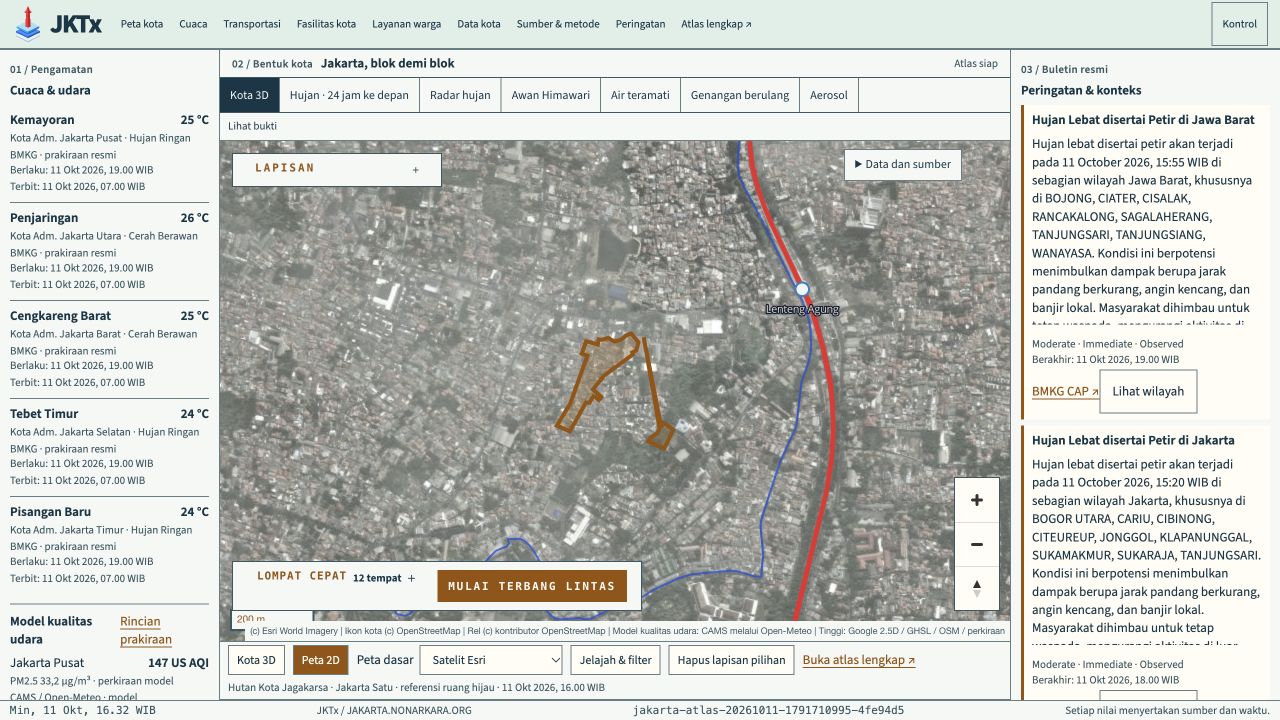 JKTx
Peta kota
Cuaca
Transportasi
Fasilitas kota
Layanan warga
Data kota
Sumber & metode
Peringatan
Atlas lengkap ↗
Kontrol
01 / Pengamatan
Cuaca & udara
Kemayoran 25 °C
Kota Adm. Jakarta Pusat · Hujan Ringan
BMKG · prakiraan resmi
Berlaku: 11 Okt 2026, 19.00 WIB
Terbit: 11 Okt 2026, 07.00 WIB
Penjaringan 26 °C
Kota Adm. Jakarta Utara · Cerah Berawan
BMKG · prakiraan resmi
Berlaku: 11 Okt 2026, 19.00 WIB
Terbit: 11 Okt 2026, 07.00 WIB
Cengkareng Barat 25 °C
Kota Adm. Jakarta Barat · Cerah Berawan
BMKG · prakiraan resmi
Berlaku: 11 Okt 2026, 19.00 WIB
Terbit: 11 Okt 2026, 07.00 WIB
Tebet Timur 24 °C
Kota Adm. Jakarta Selatan · Hujan Ringan
BMKG · prakiraan resmi
Berlaku: 11 Okt 2026, 19.00 WIB
Terbit: 11 Okt 2026, 07.00 WIB
Pisangan Baru 24 °C
Kota Adm. Jakarta Timur · Hujan Ringan
BMKG · prakiraan resmi
Berlaku: 11 Okt 2026, 19.00 WIB
Terbit: 11 Okt 2026, 07.00 WIB
Model kualitas udara
Rincian prakiraan
Jakarta Pusat 147 US AQI
PM2.5 33,2 µg/m³ · perkiraan model
CAMS / Open-Meteo · model
02 / Bentuk kota Jakarta, blok demi blok
Atlas siap
Kota 3D
Hujan · 24 jam ke depan
Radar hujan
Awan Himawari
Air teramati
Genangan berulang
Aerosol
Lihat bukti
LAPISAN +
▶ Data dan sumber
Lenteng Agung
+
−
LOMPAT CEPAT 12 tempat +
MULAI TERBANG LINTAS
200 m
(c) Esri World Imagery | Ikon kota (c) OpenStreetMap | Rel (c) kontributor OpenStreetMap | Model kualitas udara: CAMS melalui Open-Meteo | Tinggi: Google 2.5D / GHSL / OSM / perkiraan
Kota 3D
Peta 2D
Peta dasar
Satelit Esri
Jelajah & filter
Hapus lapisan pilihan
Buka atlas lengkap ↗
Hutan Kota Jagakarsa · Jakarta Satu · referensi ruang hijau · 11 Okt 2026, 16.00 WIB
03 / Buletin resmi
Peringatan & konteks
Hujan Lebat disertai Petir di Jawa Barat
Hujan lebat disertai petir akan terjadi
pada 11 October 2026, 15:55 WIB di
sebagian wilayah Jawa Barat, khususnya
di BOJONG, CIATER, CISALAK,
RANCAKALONG, SAGALAHERANG,
TANJUNGSARI, TANJUNGSIANG,
WANAYASA. Kondisi ini berpotensi
menimbulkan dampak berupa jarak
pandang berkurang, angin kencang, dan
banjir lokal. Masyarakat dihimbau untuk
tetap waspada, mengurangi aktivitas di
Moderate · Immediate · Observed
Berakhir: 11 Okt 2026, 19.00 WIB
BMKG CAP ↗
Lihat wilayah
Hujan Lebat disertai Petir di Jakarta
Hujan lebat disertai petir akan terjadi
pada 11 October 2026, 15:20 WIB di
sebagian wilayah Jakarta, khususnya di
BOGOR UTARA, CARIU, CIBINONG,
CITEUREUP, JONGGOL, KLAPANUNGGAL,
SUKAMAKMUR, SUKARAJA, TANJUNGSARI.
Kondisi ini berpotensi menimbulkan
dampak berupa jarak pandang berkurang,
angin kencang, dan banjir lokal.
Masyarakat dihimbau untuk tetap
Moderate · Immediate · Observed
Berakhir: 11 Okt 2026, 18.00 WIB
Min, 11 Okt, 16.32 WIB
JKTx / JAKARTA.NONARKARA.ORG
jakarta-atlas-20261011-1791710995-4fe94d5
Setiap nilai menyertakan sumber dan waktu.